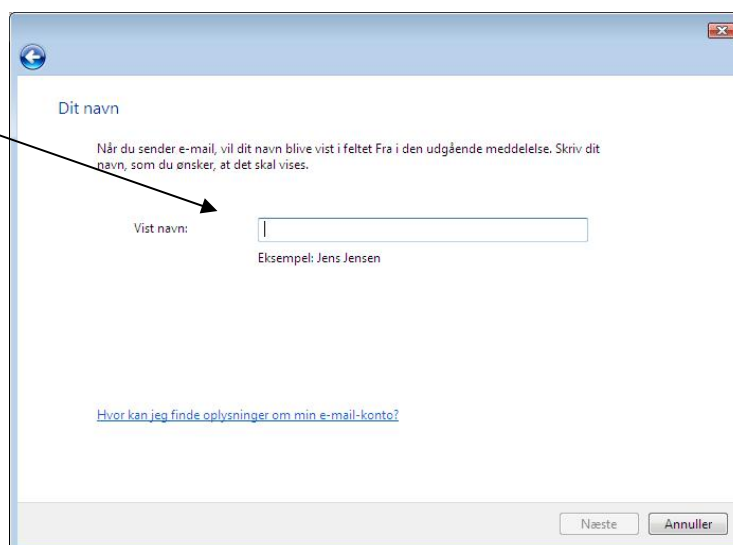 Dit navn
Når du sender e-mail, vil dit navn blive vist i feltet Fra i den udgående meddelelse. Skriv dit
navn, som du ønsker, at det skal vises.
Vist navn:
Eksempel: Jens Jensen
Hvor kan jeg finde oplysninger om min e-mail-konto?
Næste
Annuller